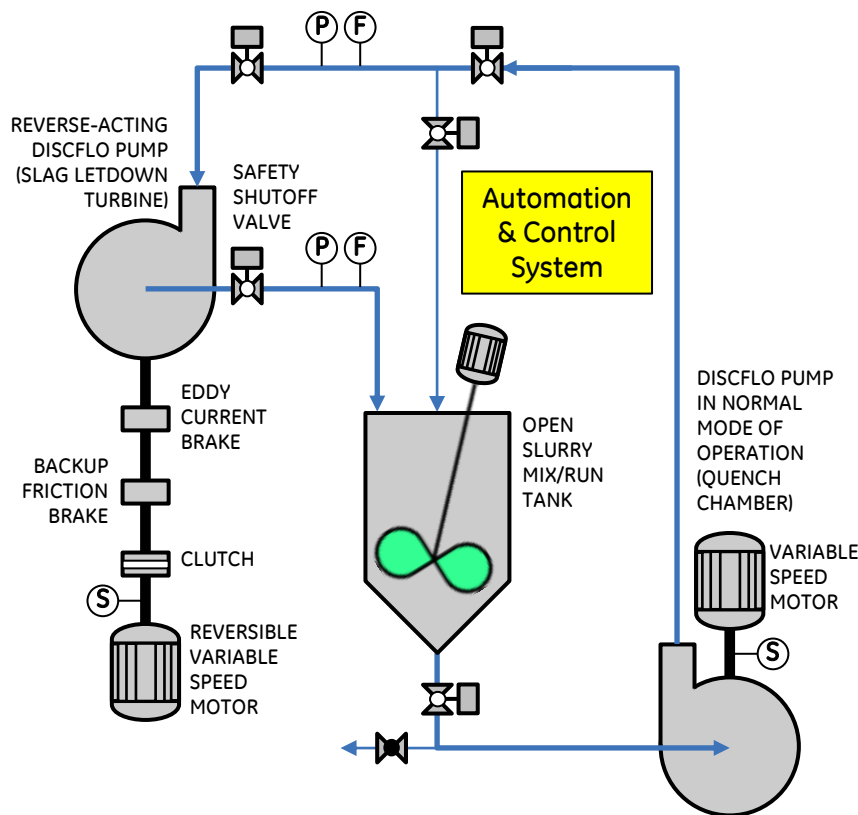 P
F
REVERSE-ACTING
DISCFLO PUMP
(SLAG LETDOWN
TURBINE)
SAFETY
SHUTOFF
VALVE
Automation
& Control
System
P
F
EDDY
CURRENT
BRAKE
BACKUP
FRICTION
BRAKE
CLUTCH
S
REVERSIBLE
VARIABLE
SPEED
MOTOR
OPEN
SLURRY
MIX/RUN
TANK
DISCFLO PUMP
IN NORMAL
MODE OF
OPERATION
(QUENCH
CHAMBER)
VARIABLE
SPEED
MOTOR
S